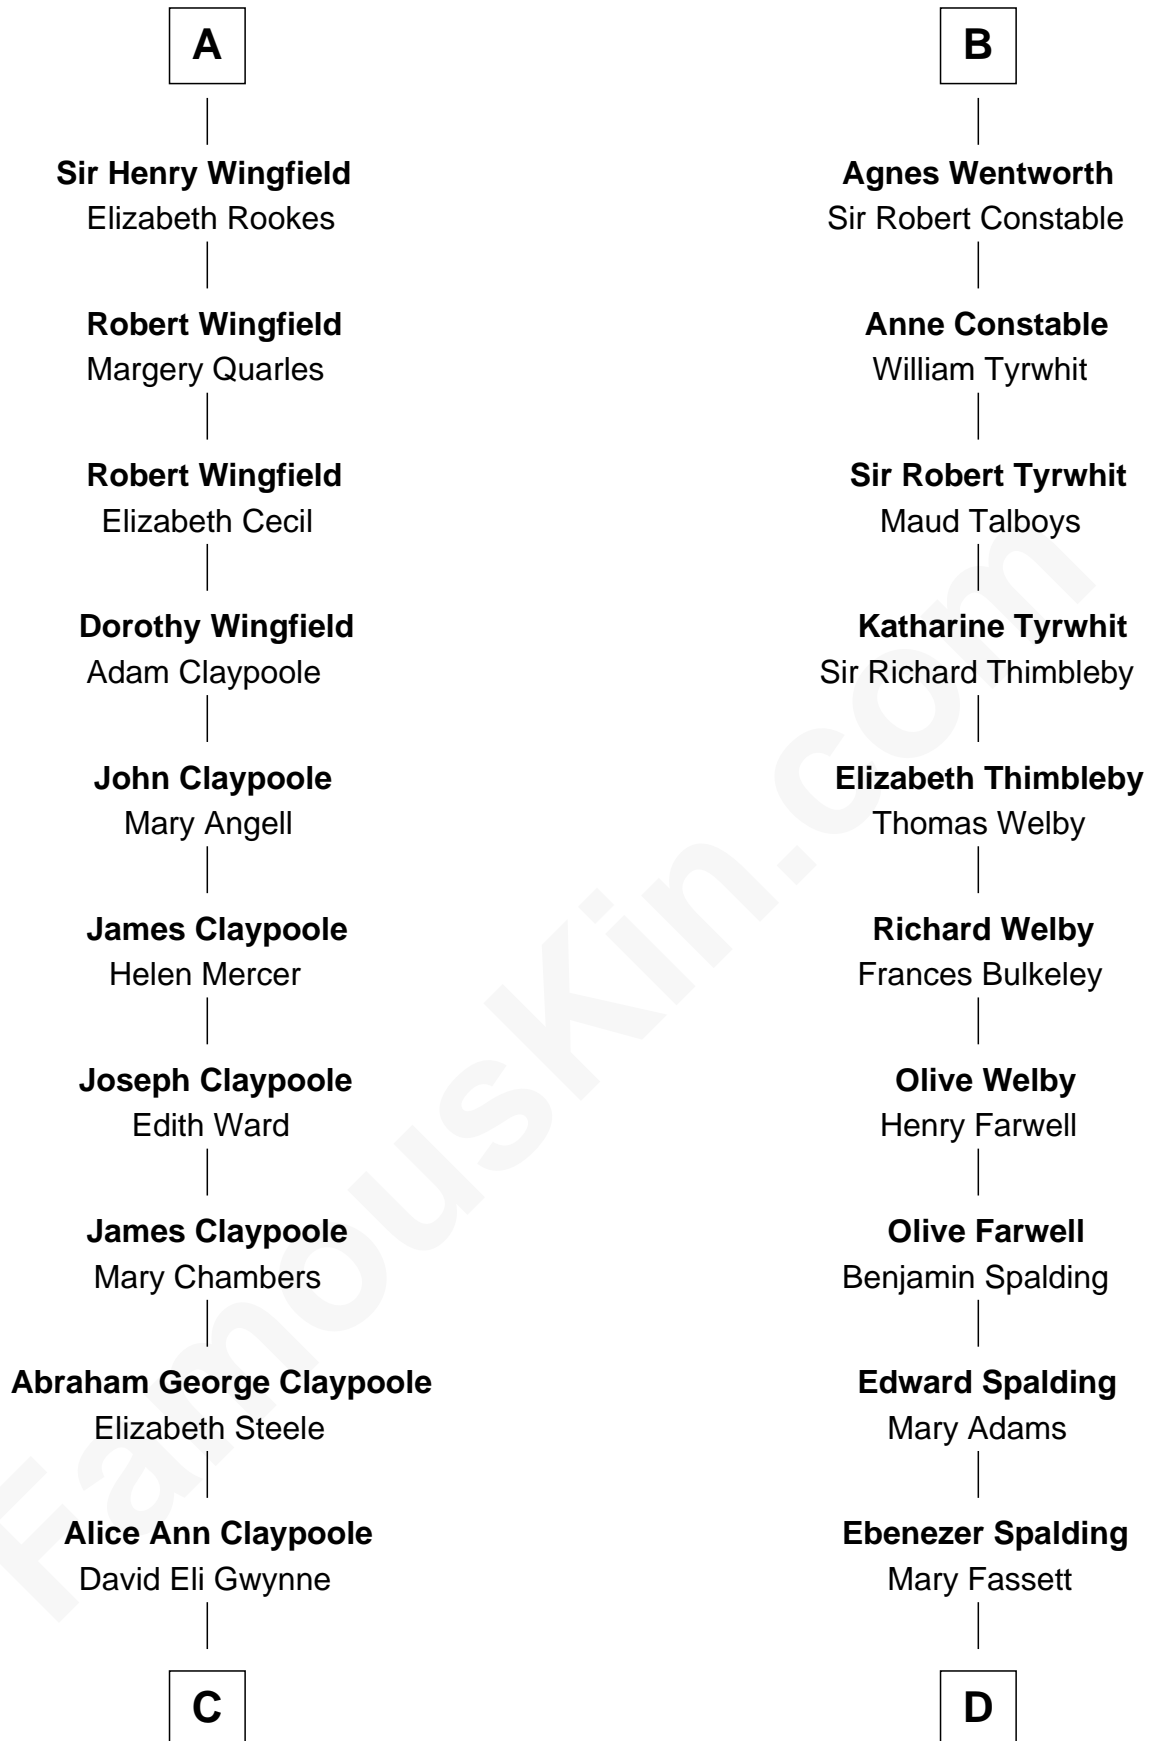 A
Sir Henry Wingfield
Elizabeth Rookes
Robert Wingfield
Margery Quarles
Robert Wingfield
Elizabeth Cecil
Dorothy Wingfield
Adam Claypoole
John Claypoole
Mary Angell
James Claypoole
Helen Mercer
Joseph Claypoole
Edith Ward
James Claypoole
Mary Chambers
Abraham George Claypoole
Elizabeth Steele
Alice Ann Claypoole
David Eli Gwynne
C
B
Agnes Wentworth
Sir Robert Constable
Anne Constable
William Tyrwhit
Sir Robert Tyrwhit
Maud Talboys
Katharine Tyrwhit
Sir Richard Thimbleby
Elizabeth Thimbleby
Thomas Welby
Richard Welby
Frances Bulkeley
Olive Welby
Henry Farwell
Olive Farwell
Benjamin Spalding
Edward Spalding
Mary Adams
Ebenezer Spalding
Mary Fassett
D
FamousKin.com